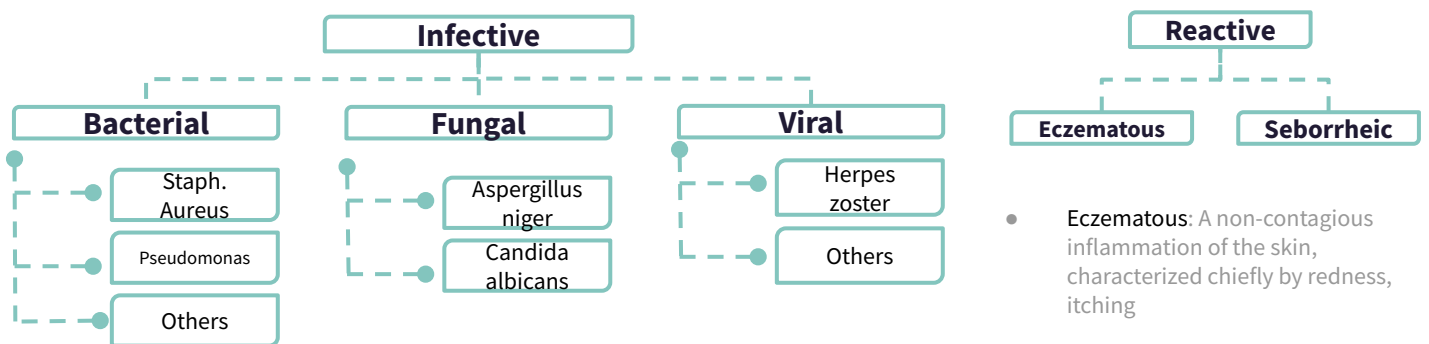 Infective
Bacterial
Staph.
Aureus
Pseudomonas
Others
Fungal
Aspergillus
niger
Candida
albicans
Viral
Herpes
zoster
Others
Reactive
Eczematous
Seborrheic
● Eczematous: A non-contagious
inflammation of the skin,
characterized chiefly by redness,
itching